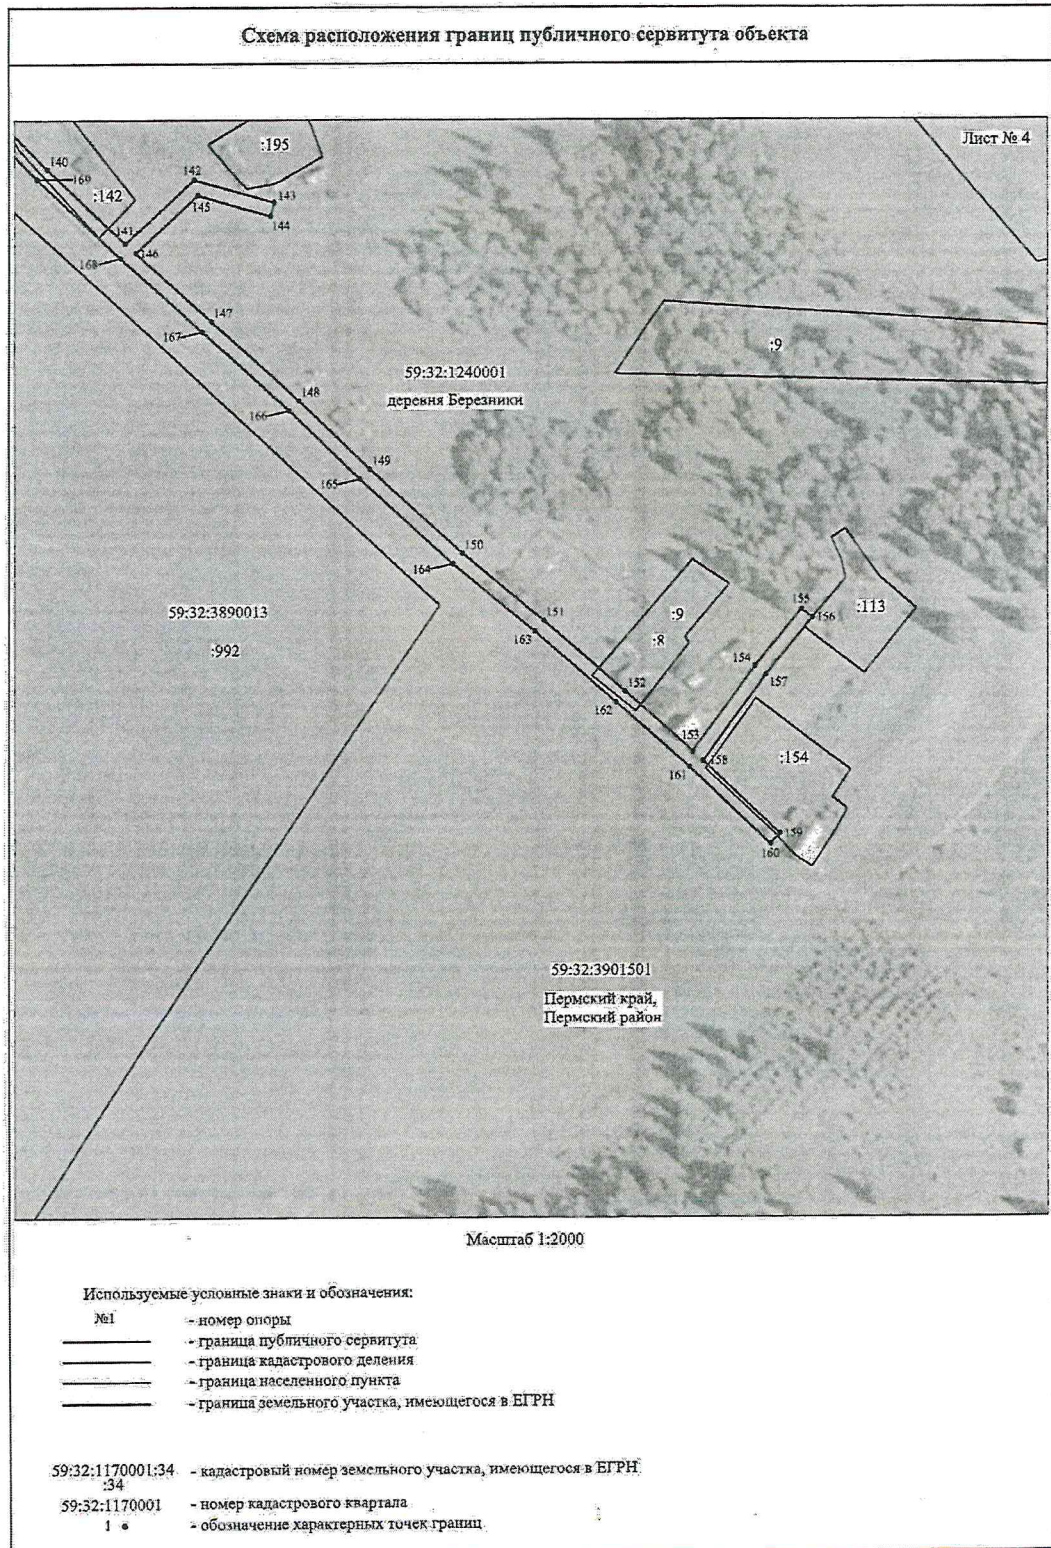 Схема расположения границ публичного сервитута объекта
Лист № 4
:195
140
169
:142
142
143
145
144
141
146
168
147
167
:9
59:32:1240001
деревня Березники
148
166
149
165
150
164
59:32:3890013
:992
151
163
:9
:8
155
156
:113
154
157
152
162
153
158
161
:154
159
160
59:32:3901501
Пермский край,
Пермский район
Масштаб 1:2000
Используемые условные знаки и обозначения:
№1 - номер опоры
- граница публичного сервитута
- граница кадастрового деления
- граница населенного пункта
- граница земельного участка, имеющегося в ЕГРН
59:32:1170001:34 - кадастровый номер земельного участка, имеющегося в ЕГРН
:34
59:32:1170001 - номер кадастрового квартала
1 - обозначение характерных точек границ